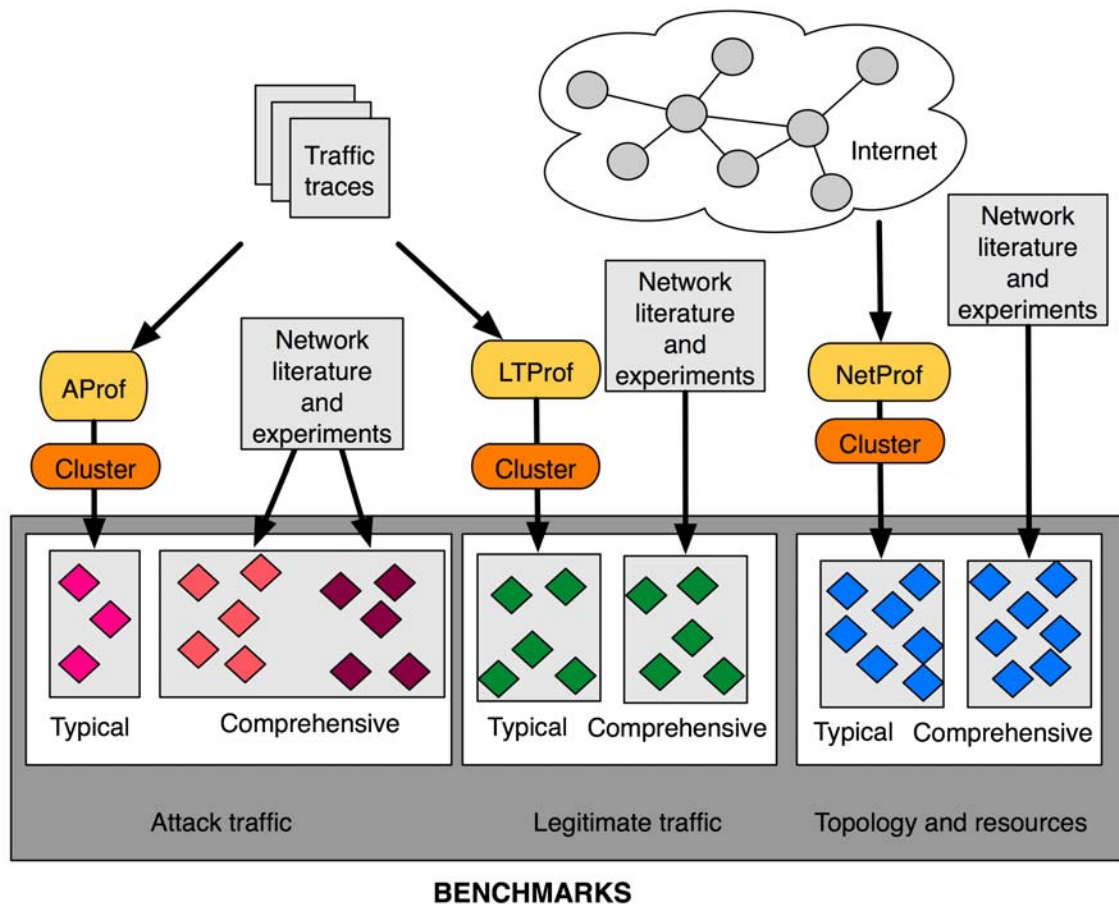 Traffic
traces
Internet
Network
literature
and
experiments
Network
literature
and
experiments
Network
literature
and
experiments
AProf
LTProf
NetProf
Cluster
Cluster
Cluster
Typical
Comprehensive
Typical
Comprehensive
Typical
Comprehensive
Attack traffic
Legitimate traffic
Topology and resources
BENCHMARKS